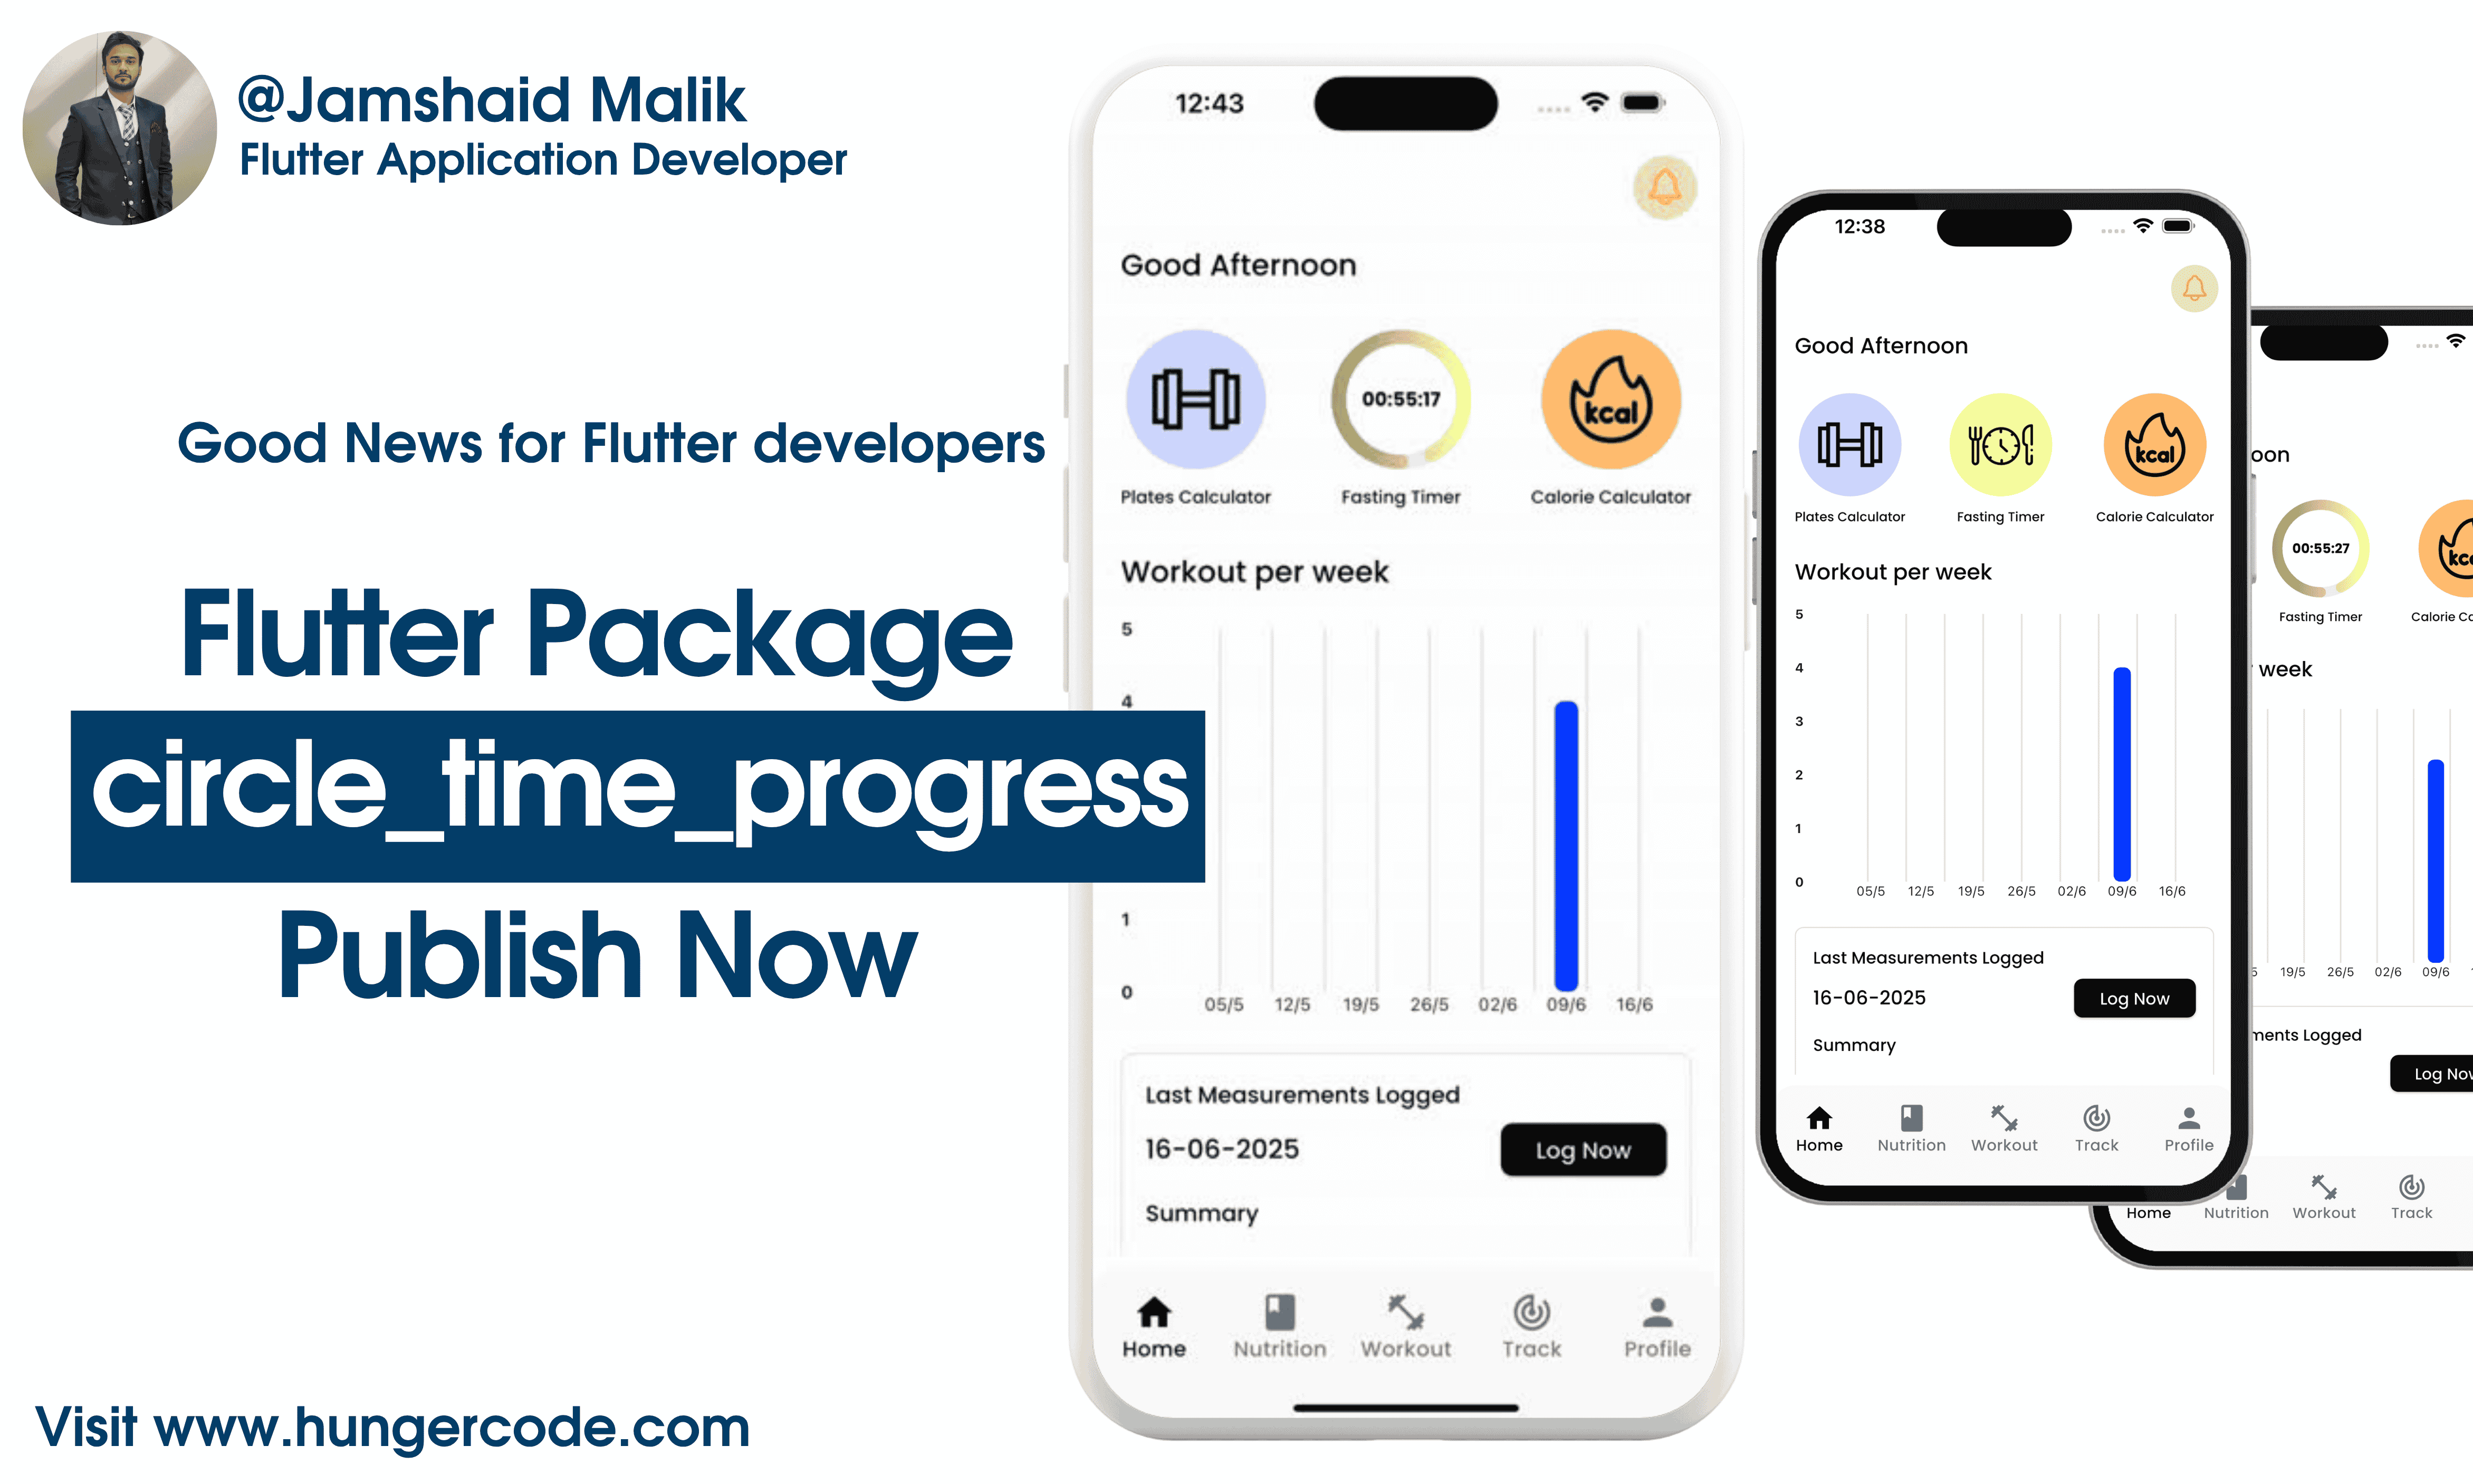 @Jamshaid Malik
Flutter Application Developer
Good News for Flutter developers
Flutter Package
circle_time_progress
Publish Now
Visit www.hungercode.com
12:43
Good Afternoon
00:55:17
kcal
Plates Calculator
Fasting Timer
Calorie Calculator
Workout per week
5
4
1
0
05/5 12/5 19/5 26/5 02/6 09/6 16/6
Last Measurements Logged
16-06-2025
Log Now
Summary
Home Nutrition Workout Track Profile
12:38
Good Afternoon
kcal
Plates Calculator
Fasting Timer
Calorie Calculator
Workout per week
5
4
3
2
1
0
05/5 12/5 19/5 26/5 02/6 09/6 16/6
Last Measurements Logged
16-06-2025
Log Now
Summary
Home Nutrition Workout Track Profile
oon
00:55:27
kc
Fasting Timer
Calorie Cc
week
19/5 26/5 02/6 09/6
ments Logged
Log Nov
Home Nutrition Workout Track